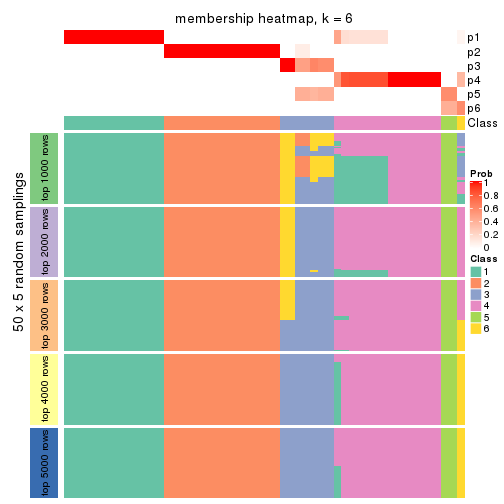 membership heatmap, k = 6
p1
p2
p3
p4
p5
p6
Class
50 x 5 random samplings
top 1000 rows
top 2000 rows
top 3000 rows
top 4000 rows
top 5000 rows
Prob
1
0.8
0.6
0.4
0.2
0
Class
1
2
3
4
5
6